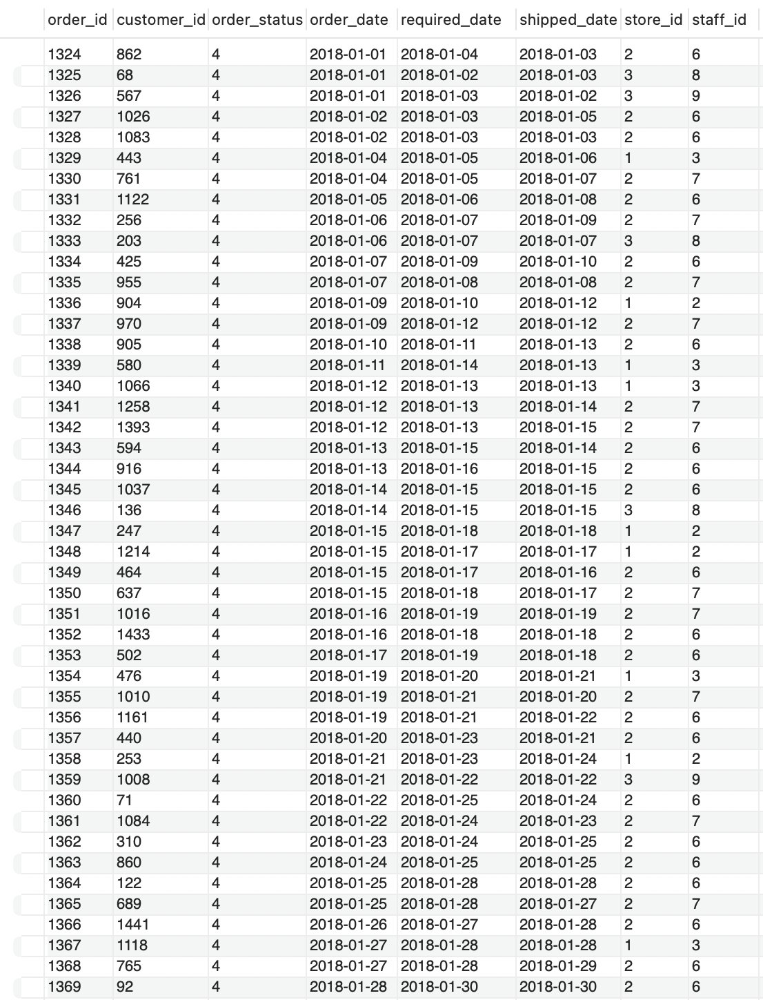 order_id customer_id order_status order_date required_date shipped_date store_id staff_id
1324 862 4 2018-01-01 2018-01-04 2018-01-03 2 6
1325 68 4 2018-01-01 2018-01-02 2018-01-03 3 8
1326 567 4 2018-01-01 2018-01-03 2018-01-02 3 9
1327 1026 4 2018-01-02 2018-01-03 2018-01-05 2 6
1328 1083 4 2018-01-02 2018-01-03 2018-01-03 2 6
1329 443 4 2018-01-04 2018-01-05 2018-01-06 1 3
1330 761 4 2018-01-04 2018-01-05 2018-01-07 2 7
1331 1122 4 2018-01-05 2018-01-06 2018-01-08 2 6
1332 256 4 2018-01-06 2018-01-07 2018-01-09 2 7
1333 203 4 2018-01-06 2018-01-07 2018-01-07 3 8
1334 425 4 2018-01-07 2018-01-09 2018-01-10 2 6
1335 955 4 2018-01-07 2018-01-08 2018-01-08 2 7
1336 904 4 2018-01-09 2018-01-10 2018-01-12 1 2
1337 970 4 2018-01-09 2018-01-12 2018-01-12 2 7
1338 905 4 2018-01-10 2018-01-11 2018-01-13 2 6
1339 580 4 2018-01-11 2018-01-14 2018-01-13 1 3
1340 1066 4 2018-01-12 2018-01-13 2018-01-13 1 3
1341 1258 4 2018-01-12 2018-01-13 2018-01-14 2 7
1342 1393 4 2018-01-12 2018-01-13 2018-01-15 2 7
1343 594 4 2018-01-13 2018-01-15 2018-01-14 2 6
1344 916 4 2018-01-13 2018-01-16 2018-01-15 2 6
1345 1037 4 2018-01-14 2018-01-15 2018-01-15 2 6
1346 136 4 2018-01-14 2018-01-15 2018-01-15 3 8
1347 247 4 2018-01-15 2018-01-18 2018-01-18 1 2
1348 1214 4 2018-01-15 2018-01-17 2018-01-17 1 2
1349 464 4 2018-01-15 2018-01-17 2018-01-16 2 6
1350 637 4 2018-01-15 2018-01-18 2018-01-17 2 7
1351 1016 4 2018-01-16 2018-01-19 2018-01-19 2 7
1352 1433 4 2018-01-16 2018-01-18 2018-01-18 2 6
1353 502 4 2018-01-17 2018-01-19 2018-01-18 2 6
1354 476 4 2018-01-19 2018-01-20 2018-01-21 1 3
1355 1010 4 2018-01-19 2018-01-21 2018-01-20 2 7
1356 1161 4 2018-01-19 2018-01-21 2018-01-22 2 6
1357 440 4 2018-01-20 2018-01-23 2018-01-21 2 6
1358 253 4 2018-01-21 2018-01-23 2018-01-24 1 2
1359 1008 4 2018-01-21 2018-01-22 2018-01-22 3 9
1360 71 4 2018-01-22 2018-01-25 2018-01-24 2 6
1361 1084 4 2018-01-22 2018-01-24 2018-01-23 2 7
1362 310 4 2018-01-23 2018-01-24 2018-01-25 2 6
1363 860 4 2018-01-24 2018-01-25 2018-01-25 2 6
1364 122 4 2018-01-25 2018-01-28 2018-01-28 2 6
1365 689 4 2018-01-25 2018-01-28 2018-01-27 2 7
1366 1441 4 2018-01-26 2018-01-27 2018-01-28 2 6
1367 1118 4 2018-01-27 2018-01-28 2018-01-28 1 3
1368 765 4 2018-01-27 2018-01-28 2018-01-29 2 6
1369 92 4 2018-01-28 2018-01-30 2018-01-30 2 6